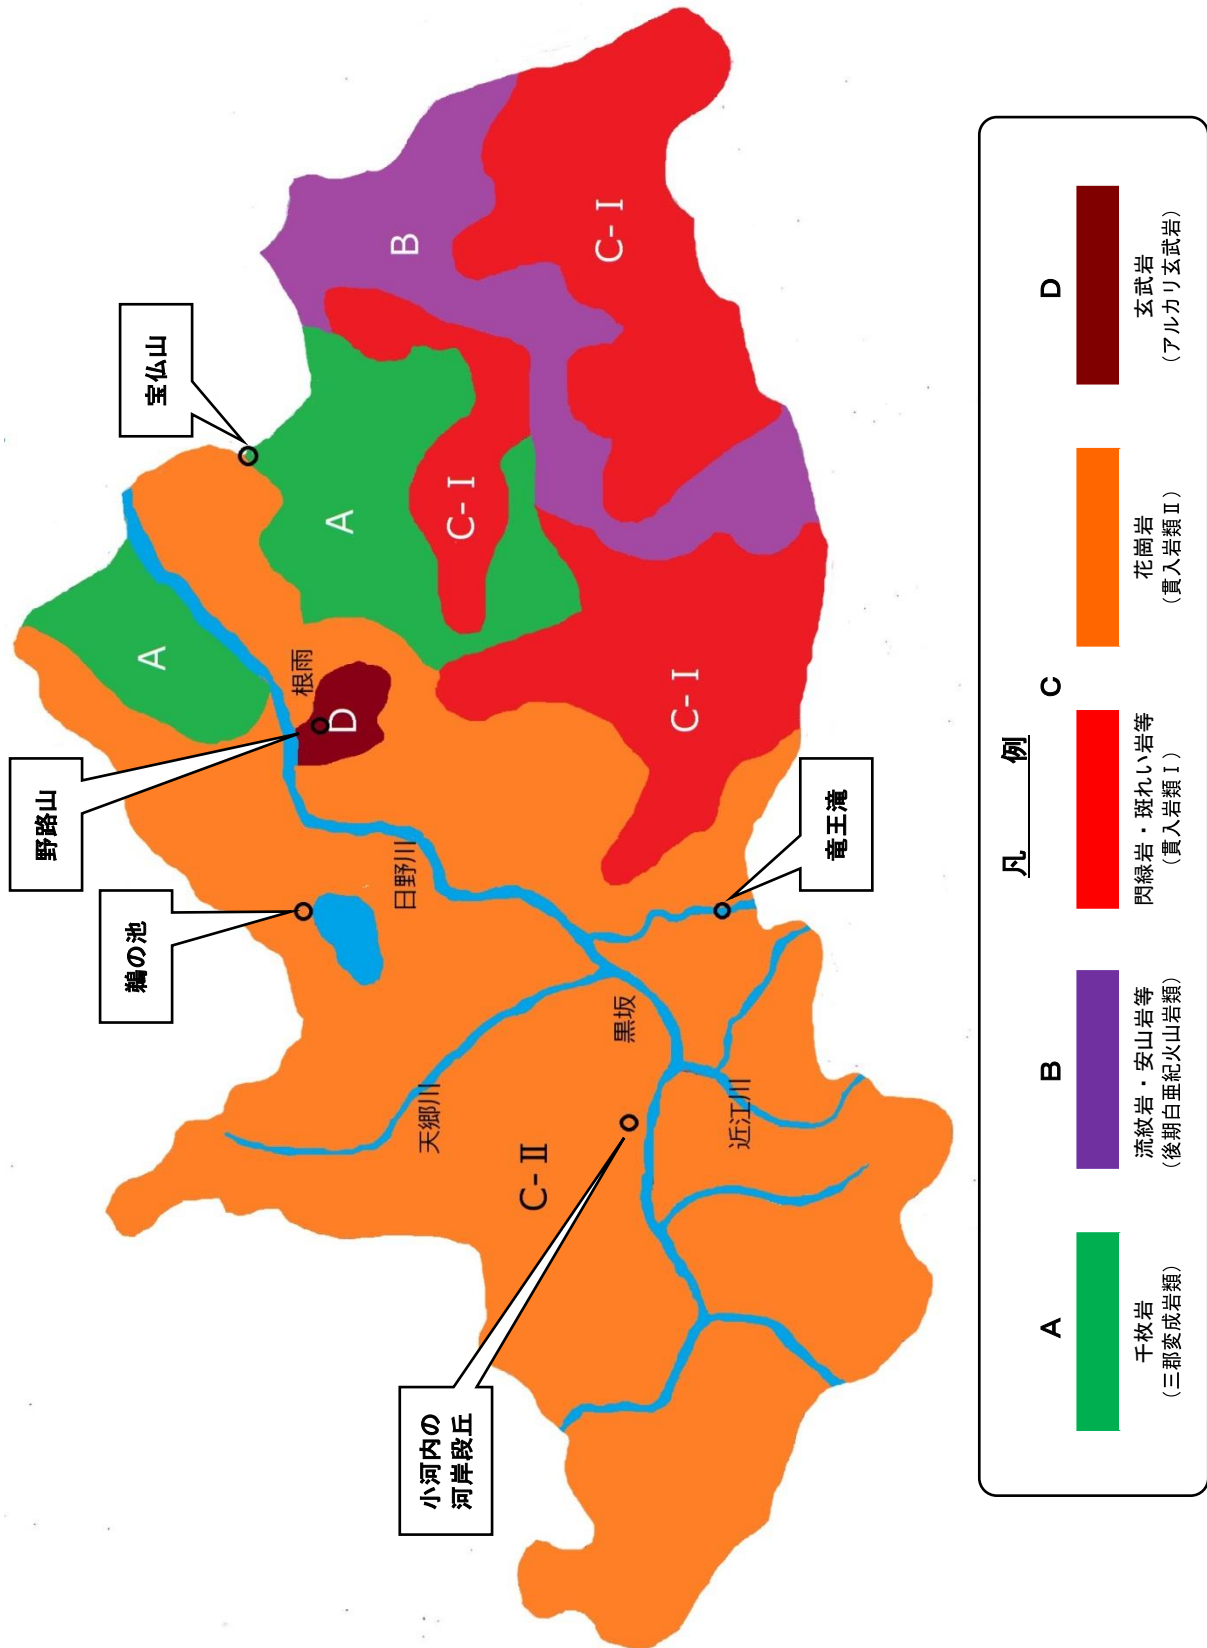 宝仏山
野路山
鵜の池
竜王滝
小河内の
河岸段丘
A
A
B
C-Ⅰ
C-Ⅰ
C-Ⅰ
C-Ⅱ
D
根雨
日野川
黒坂
天郷川
近江川
凡 例
A
千枚岩
(三郡変成岩類)
B
流紋岩・安山岩等
(後期白亜紀火山岩類)
C
閃緑岩・斑れい岩等
(貫入岩類Ⅰ)
花崗岩
(貫入岩類Ⅱ)
D
玄武岩
(アルカリ玄武岩)